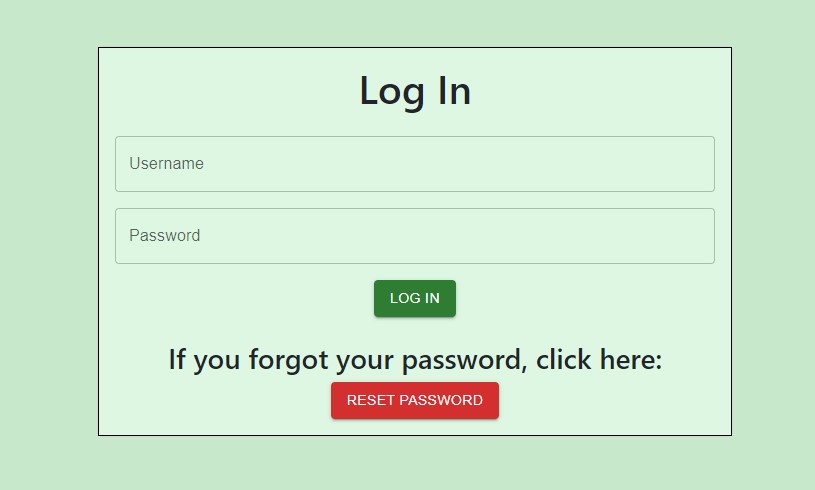 Log In
Username
Password
LOG IN
If you forgot your password, click here:
RESET PASSWORD